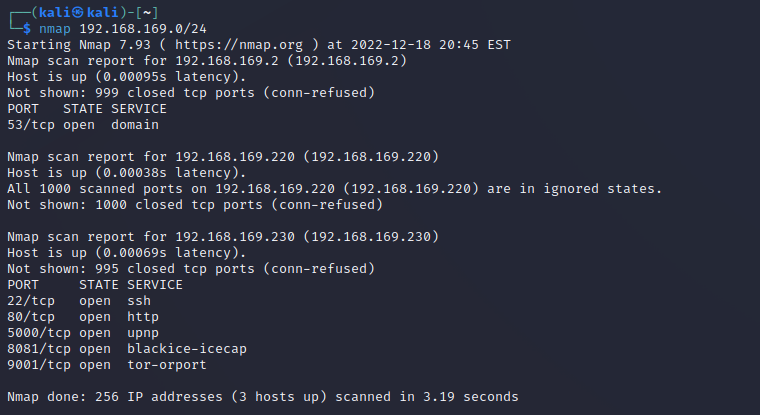 ┌──(kali㉿kali)-[~]
└─$ nmap 192.168.169.0/24
Starting Nmap 7.93 ( https://nmap.org ) at 2022-12-18 20:45 EST
Nmap scan report for 192.168.169.2 (192.168.169.2)
Host is up (0.00095s latency).
Not shown: 999 closed tcp ports (conn-refused)
PORT   STATE SERVICE
53/tcp open  domain

Nmap scan report for 192.168.169.220 (192.168.169.220)
Host is up (0.00038s latency).
All 1000 scanned ports on 192.168.169.220 (192.168.169.220) are in ignored states.
Not shown: 1000 closed tcp ports (conn-refused)

Nmap scan report for 192.168.169.230 (192.168.169.230)
Host is up (0.00069s latency).
Not shown: 995 closed tcp ports (conn-refused)
PORT     STATE SERVICE
22/tcp   open  ssh
80/tcp   open  http
5000/tcp open  upnp
8081/tcp open  blackice-icecap
9001/tcp open  tor-orport

Nmap done: 256 IP addresses (3 hosts up) scanned in 3.19 seconds